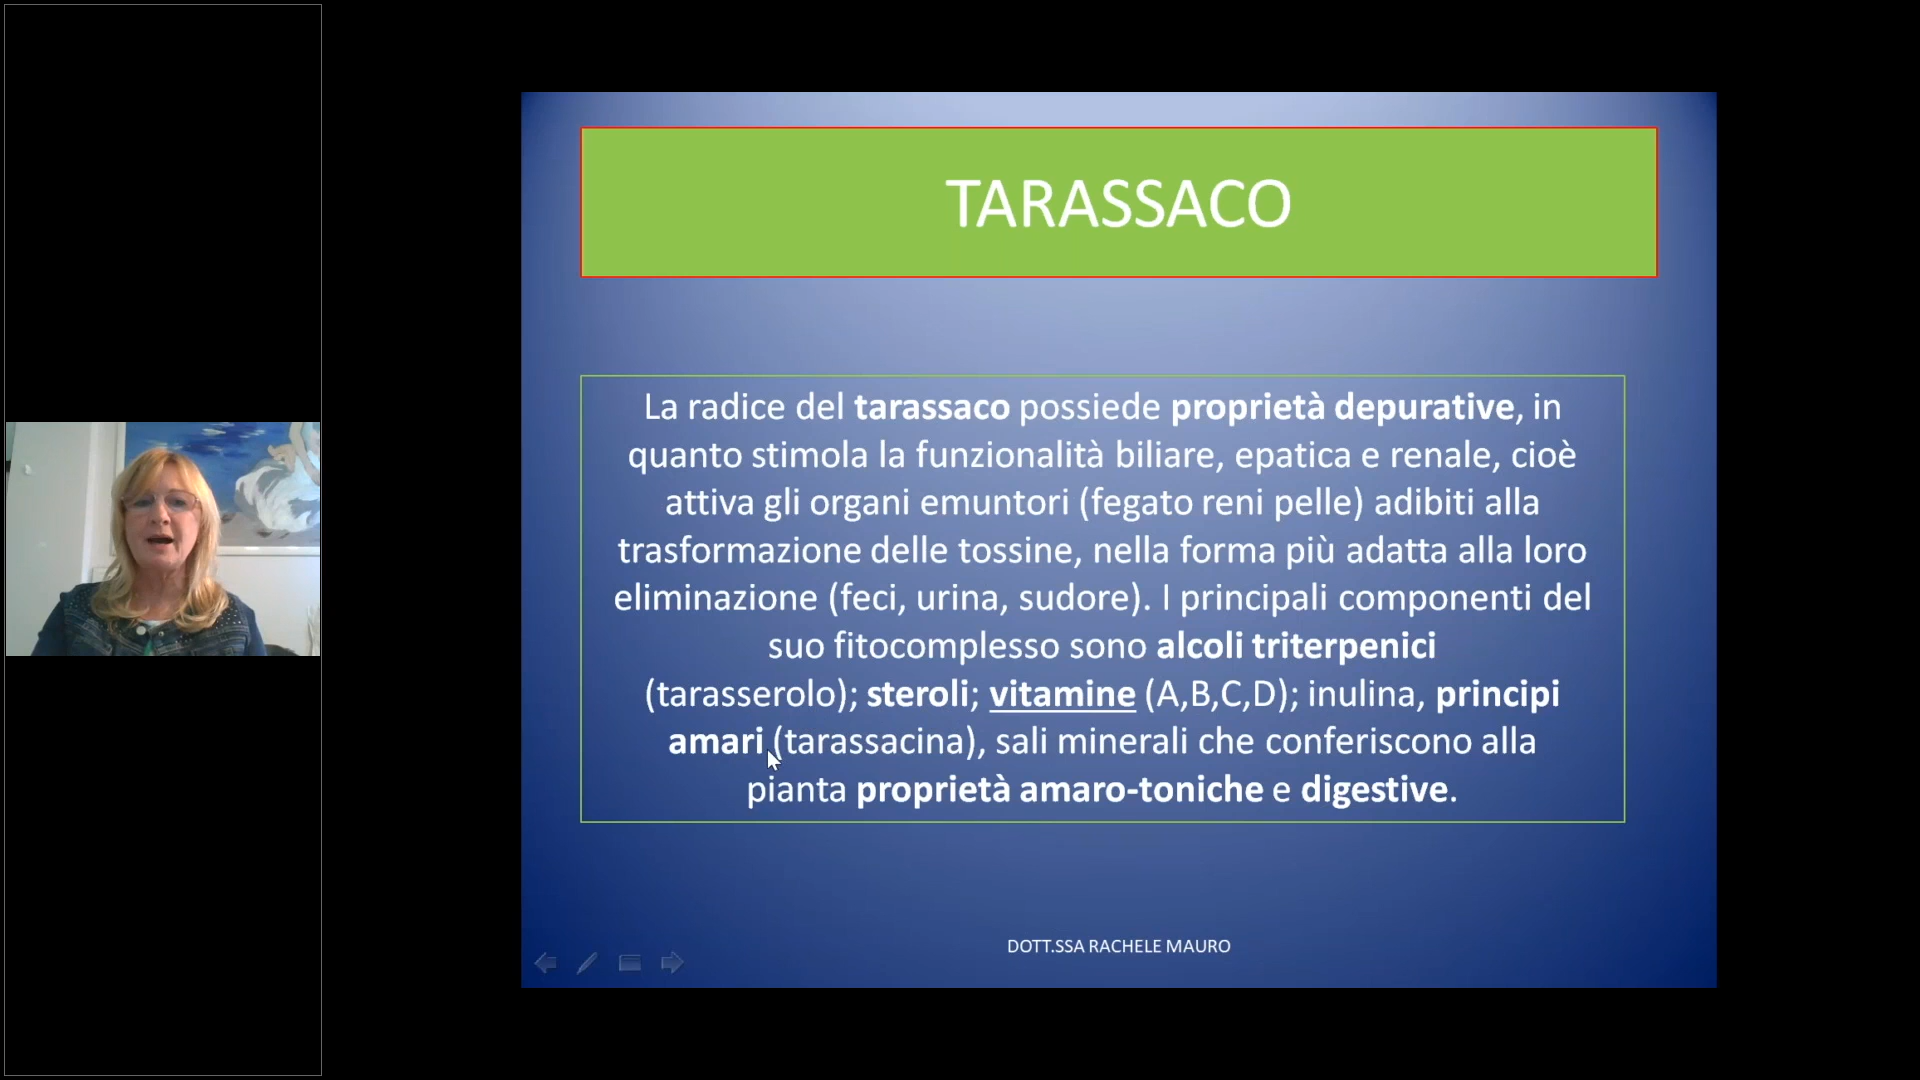 TARASSACO
La radice del tarassaco possiede proprietà depurative, in
quanto stimola la funzionalità biliare, epatica e renale, cioè
attiva gli organi emuntori (fegato reni pelle) adibiti alla
trasformazione delle tossine, nella forma più adatta alla loro
eliminazione (feci, urina, sudore). I principali componenti del
suo fitocomplesso sono alcoli triterpenici
(tarasserolo); steroli; vitamine (A,B,C,D); inulina, principi
amari (tarassacina), sali minerali che conferiscono alla
pianta proprietà amaro-toniche e digestive.
DOTT.SSA RACHELE MAURO